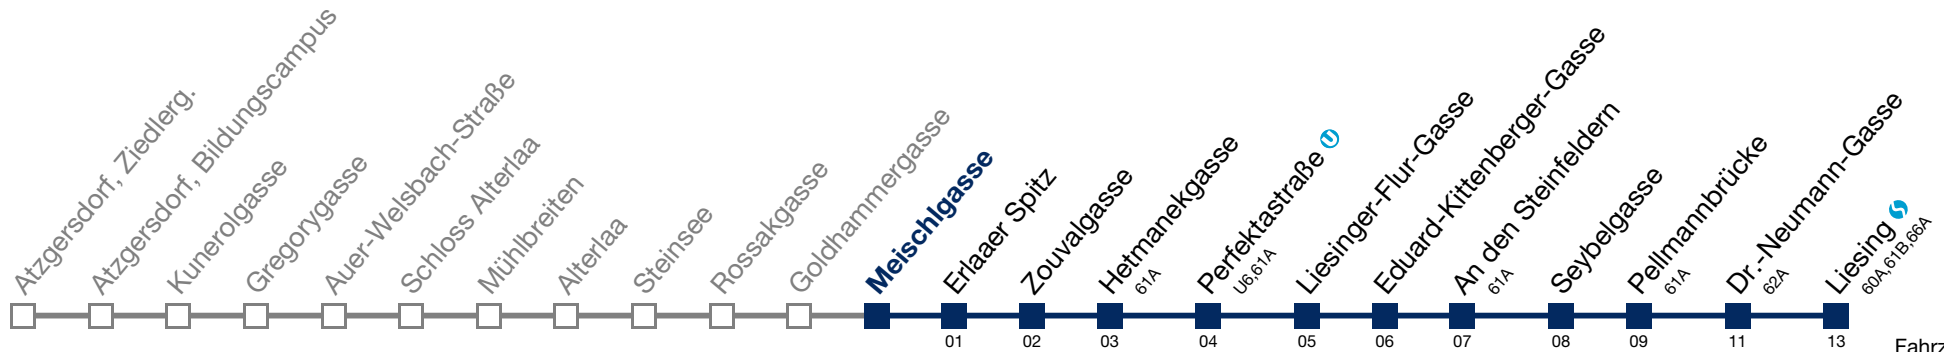 Atzgersdorf, Ziedlerg.
Atzgersdorf, Bildungscampus
Kunerolgasse
Gregorygasse
Auer-Welsbach-Straße
Schloss Alterlaa
Mühlbreiten
Alterlaa
Steinsee
Rossakgasse
Goldhammergasse
Meischlgasse
Erlaaer Spitz
01
Zouvalgasse
02
Hetmanekgasse
61A
03
Perfektastraße U
U6,61A
04
Liesinger-Flur-Gasse
05
Eduard-Kittenberger-Gasse
06
An den Steinfeldern
61A
07
Seybelgasse
08
Pellmannbrücke
61A
09
Dr.-Neumann-Gasse
62A
11
Liesing S
60A,61B,66A
13